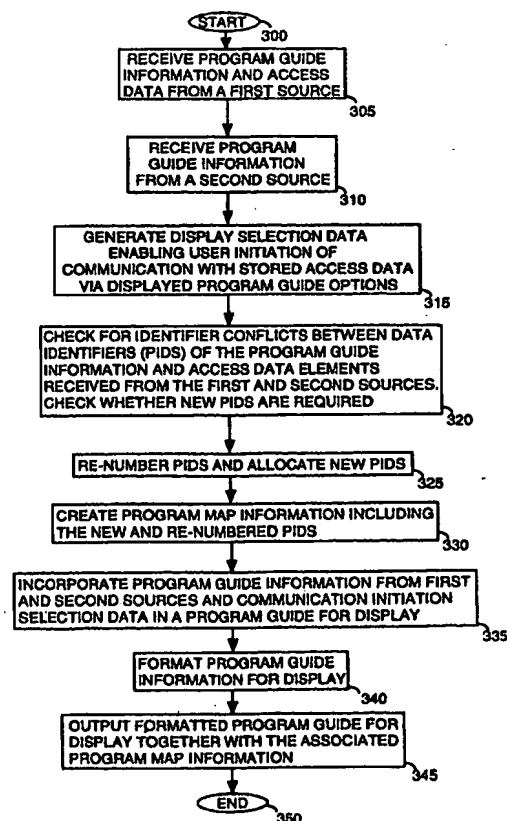 START
300
RECEIVE PROGRAM GUIDE
INFORMATION AND ACCESS
DATA FROM A FIRST SOURCE
305
RECEIVE PROGRAM
GUIDE INFORMATION
FROM A SECOND SOURCE
310
GENERATE DISPLAY SELECTION DATA
ENABLING USER INITIATION OF
COMMUNICATION WITH STORED ACCESS DATA
VIA DISPLAYED PROGRAM GUIDE OPTIONS
315
CHECK FOR IDENTIFIER CONFLICTS BETWEEN DATA
IDENTIFIERS (PIDS) OF THE PROGRAM GUIDE
INFORMATION AND ACCESS DATA ELEMENTS
RECEIVED FROM THE FIRST AND SECOND SOURCES.
CHECK WHETHER NEW PIDS ARE REQUIRED
320
RE-NUMBER PIDS AND ALLOCATE NEW PIDS
325
CREATE PROGRAM MAP INFORMATION INCLUDING
THE NEW AND RE-NUMBERED PIDS
330
INCORPORATE PROGRAM GUIDE INFORMATION FROM FIRST
AND SECOND SOURCES AND COMMUNICATION INITIATION
SELECTION DATA IN A PROGRAM GUIDE FOR DISPLAY
335
FORMAT PROGRAM GUIDE
INFORMATION FOR DISPLAY
340
OUTPUT FORMATTED PROGRAM GUIDE FOR
DISPLAY TOGETHER WITH THE ASSOCIATED
PROGRAM MAP INFORMATION
345
END
350